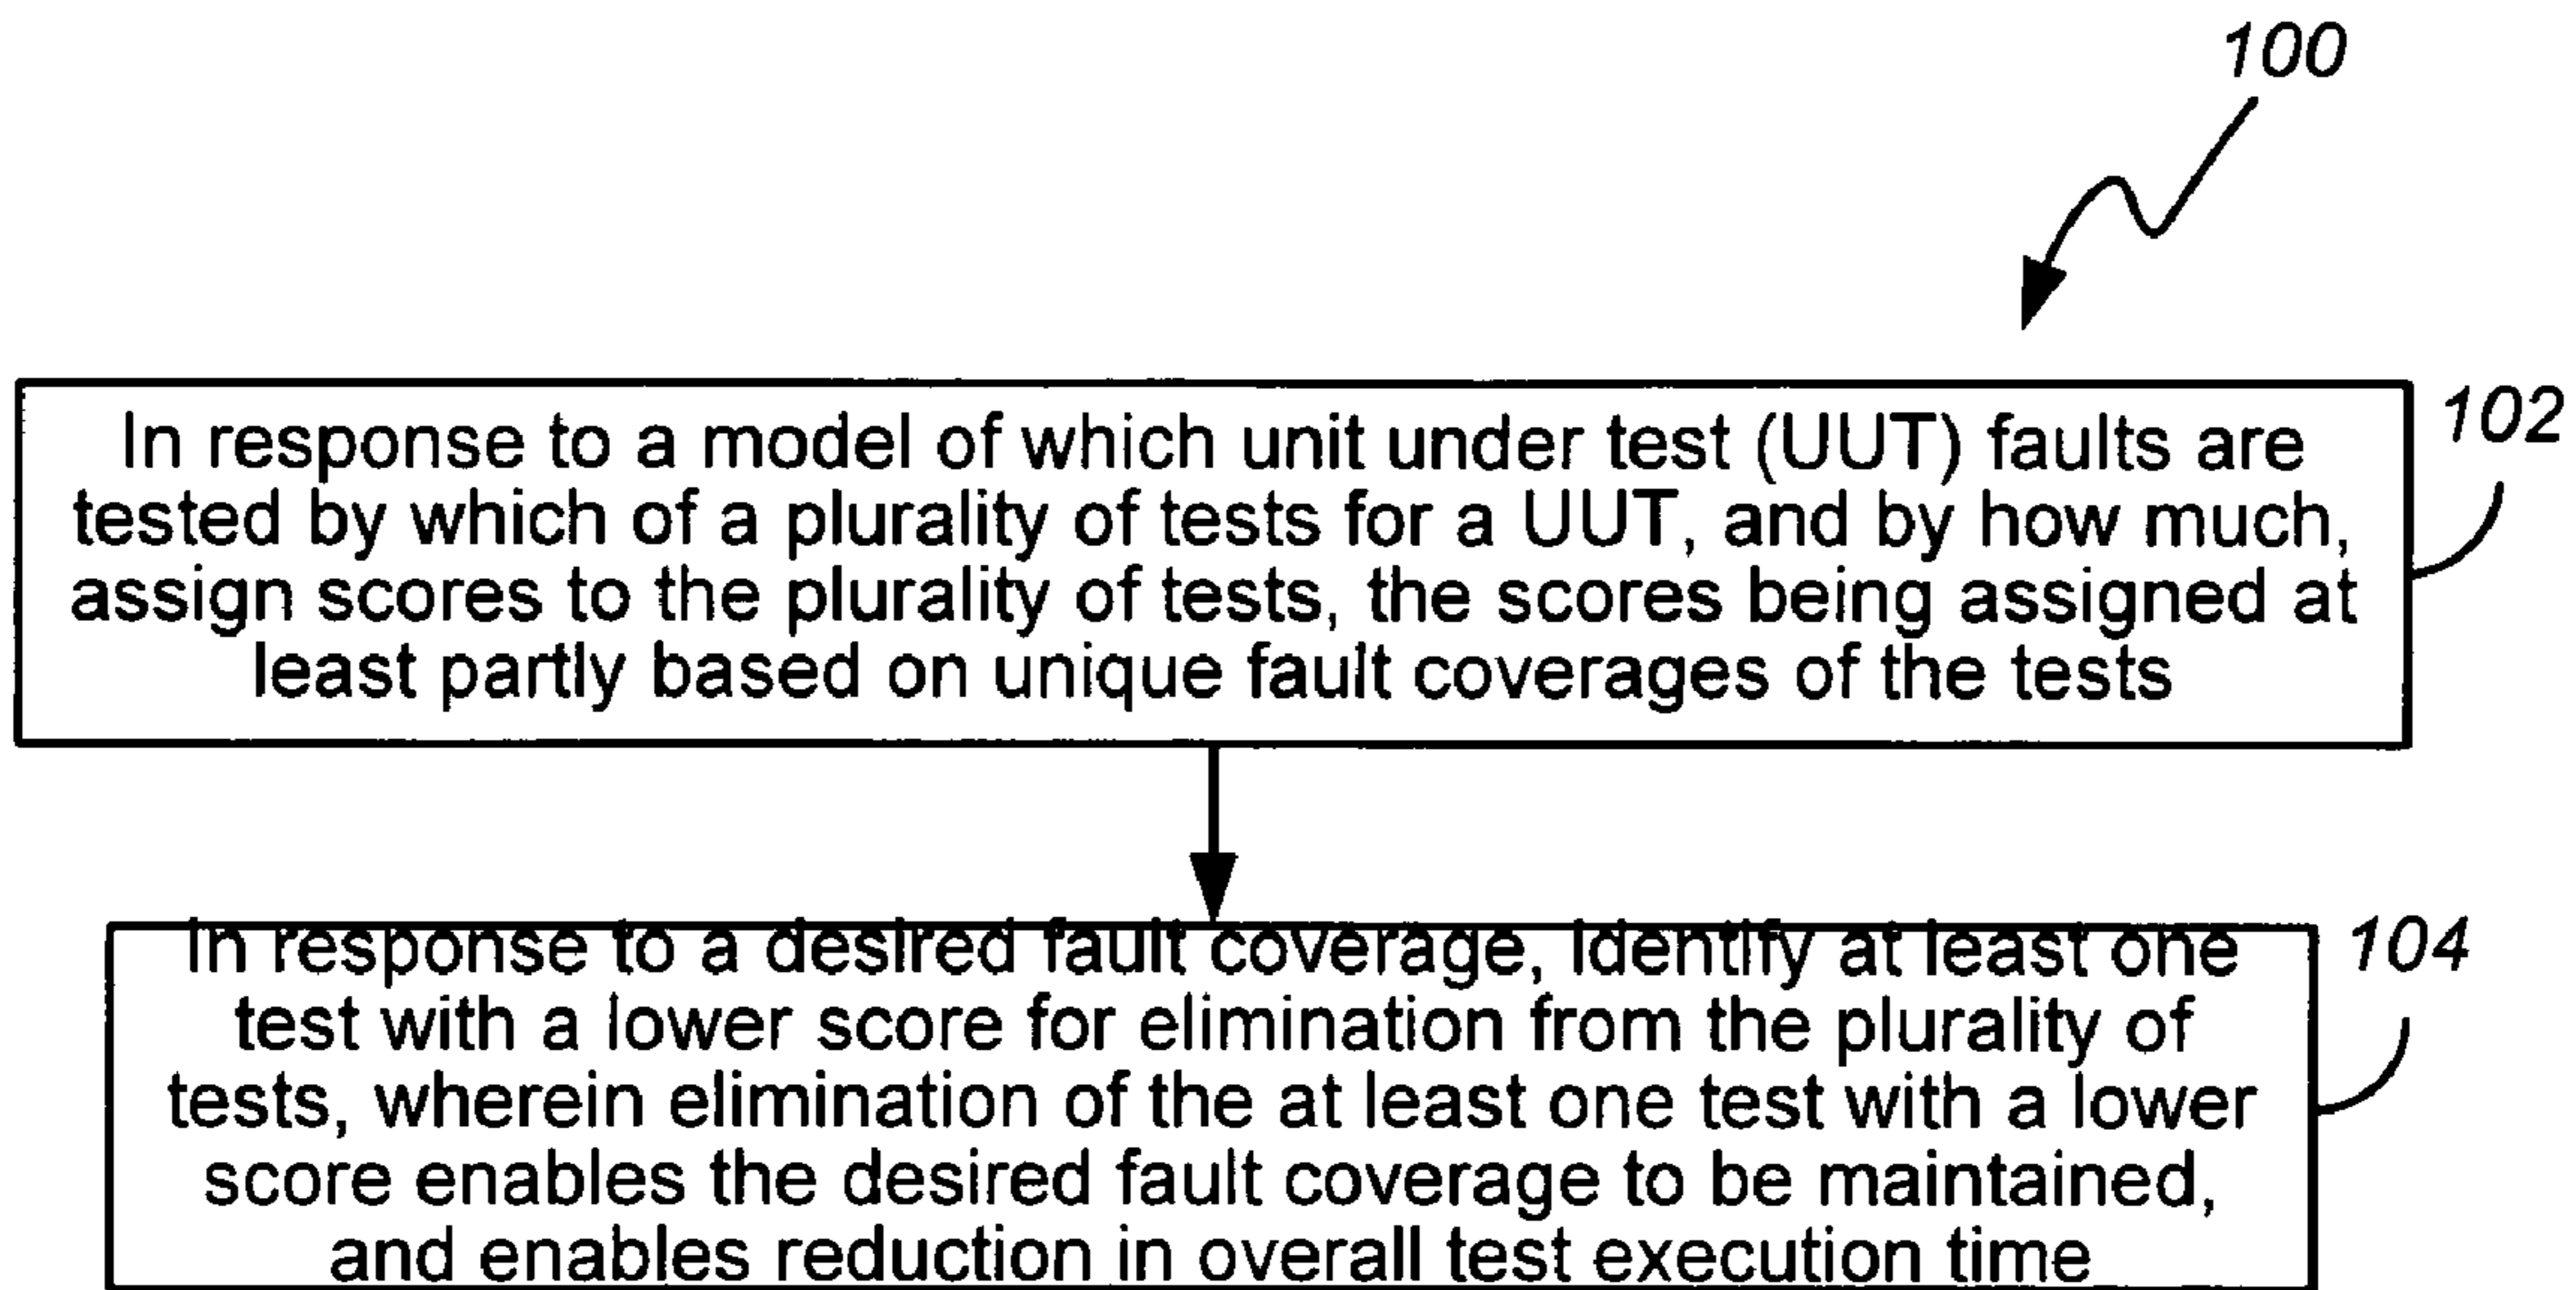 100
102
In response to a model of which unit under test (UUT) faults are
tested by which of a plurality of tests for a UUT, and by how much,
assign scores to the plurality of tests, the scores being assigned at
least partly based on unique fault coverages of the tests
104
In response to a desired fault coverage, identify at least one
test with a lower score for elimination from the plurality of
tests, wherein elimination of the at least one test with a lower
score enables the desired fault coverage to be maintained,
and enables reduction in overall test execution time